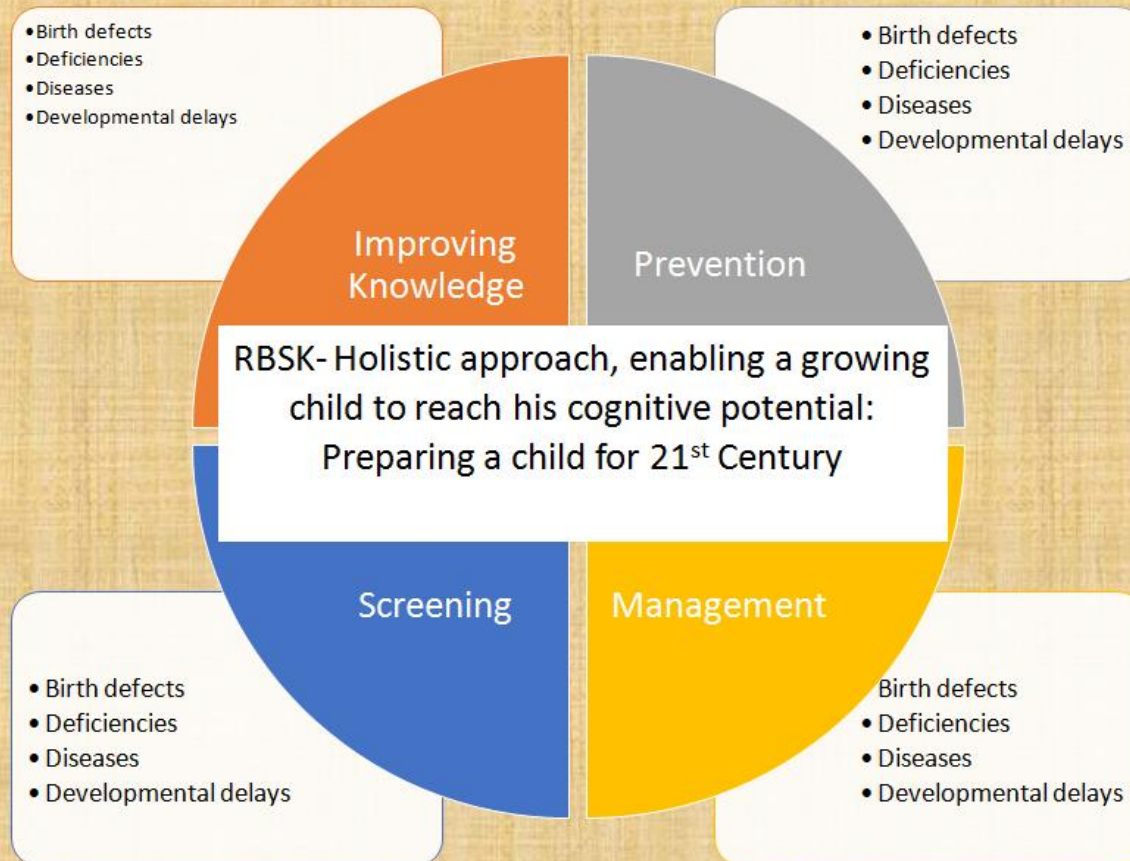 •Birth defects
•Deficiencies
•Diseases
•Developmental delays
• Birth defects
• Deficiencies
• Diseases
• Developmental delays
Improving
Knowledge
Prevention
RBSK- Holistic approach, enabling a growing
child to reach his cognitive potential:
Preparing a child for 21st Century
Screening
Management
• Birth defects
• Deficiencies
• Diseases
• Developmental delays
Birth defects
• Deficiencies
• Diseases
• Developmental delays